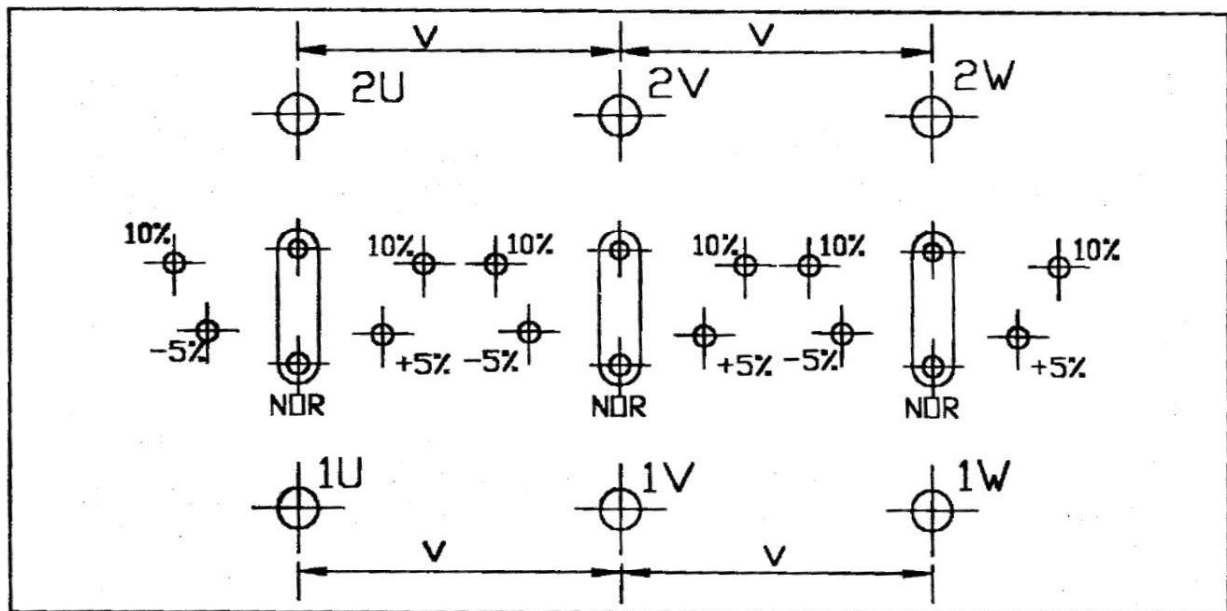 V V
2U 2V 2W
10% 10% 10% 10% 10% 10%
-5% +5% -5% +5% -5% +5%
NOR NOR NOR
1U 1V 1W
V V